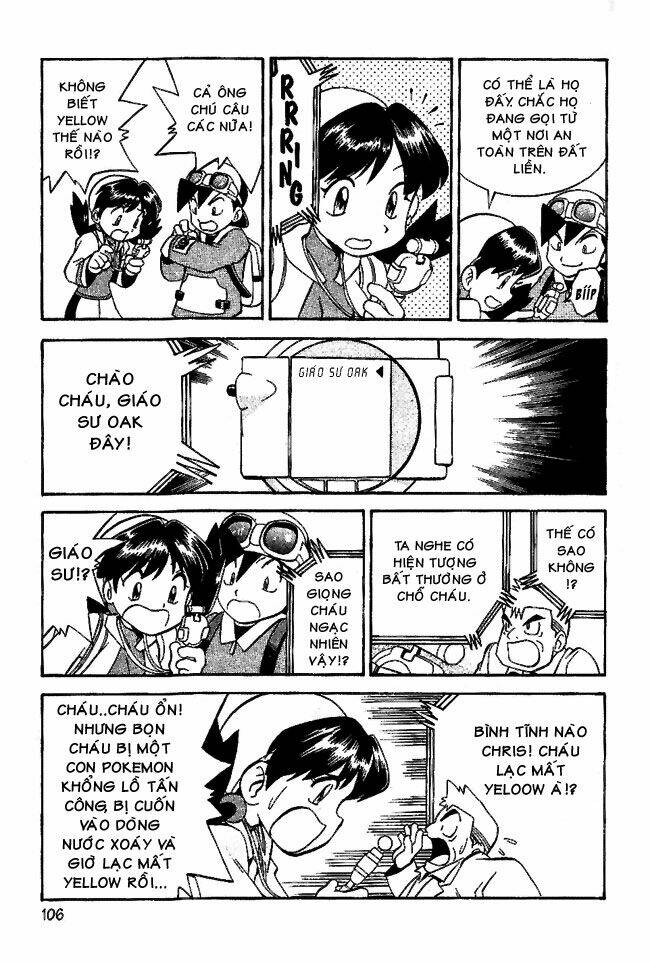 KHÔNG
BIẾT
YELLOW
THẾ NÀO
RỒI!?
CẢ ÔNG
CHÚ CÂU
CÁC NỮA!
RRRING
CÓ THỂ LÀ HỌ
ĐẤY. CHẮC HỌ
ĐANG GỌI TỪ
MỘT NƠI AN
TOÀN TRÊN ĐẤT
LIỀN.
BÍÍP
CHÀO
CHÁU, GIÁO
SƯ OAK
ĐÂY!
GIÁO SƯ OAK
GIÁO
SƯ!?
SAO
GIỌNG
CHÁU
NGẠC
NHIÊN
VẬY!?
TA NGHE CÓ
HIỆN TƯỢNG
BẤT THƯỜNG Ở
CHỖ CHÁU.
THẾ CÓ
SAO
KHÔNG
!?
CHÁU..CHÁU ỔN!
NHƯNG BỌN
CHÁU BỊ MỘT
CON POKEMON
KHỔNG LỒ TẤN
CÔNG, BỊ CUỐN
VÀO DÒNG
NƯỚC XOÁY VÀ
GIỜ LẠC MẤT
YELLOW RỒI...
BÌNH TĨNH NÀO
CHRIS! CHÁU
LẠC MẤT
YELOOW À!?
106